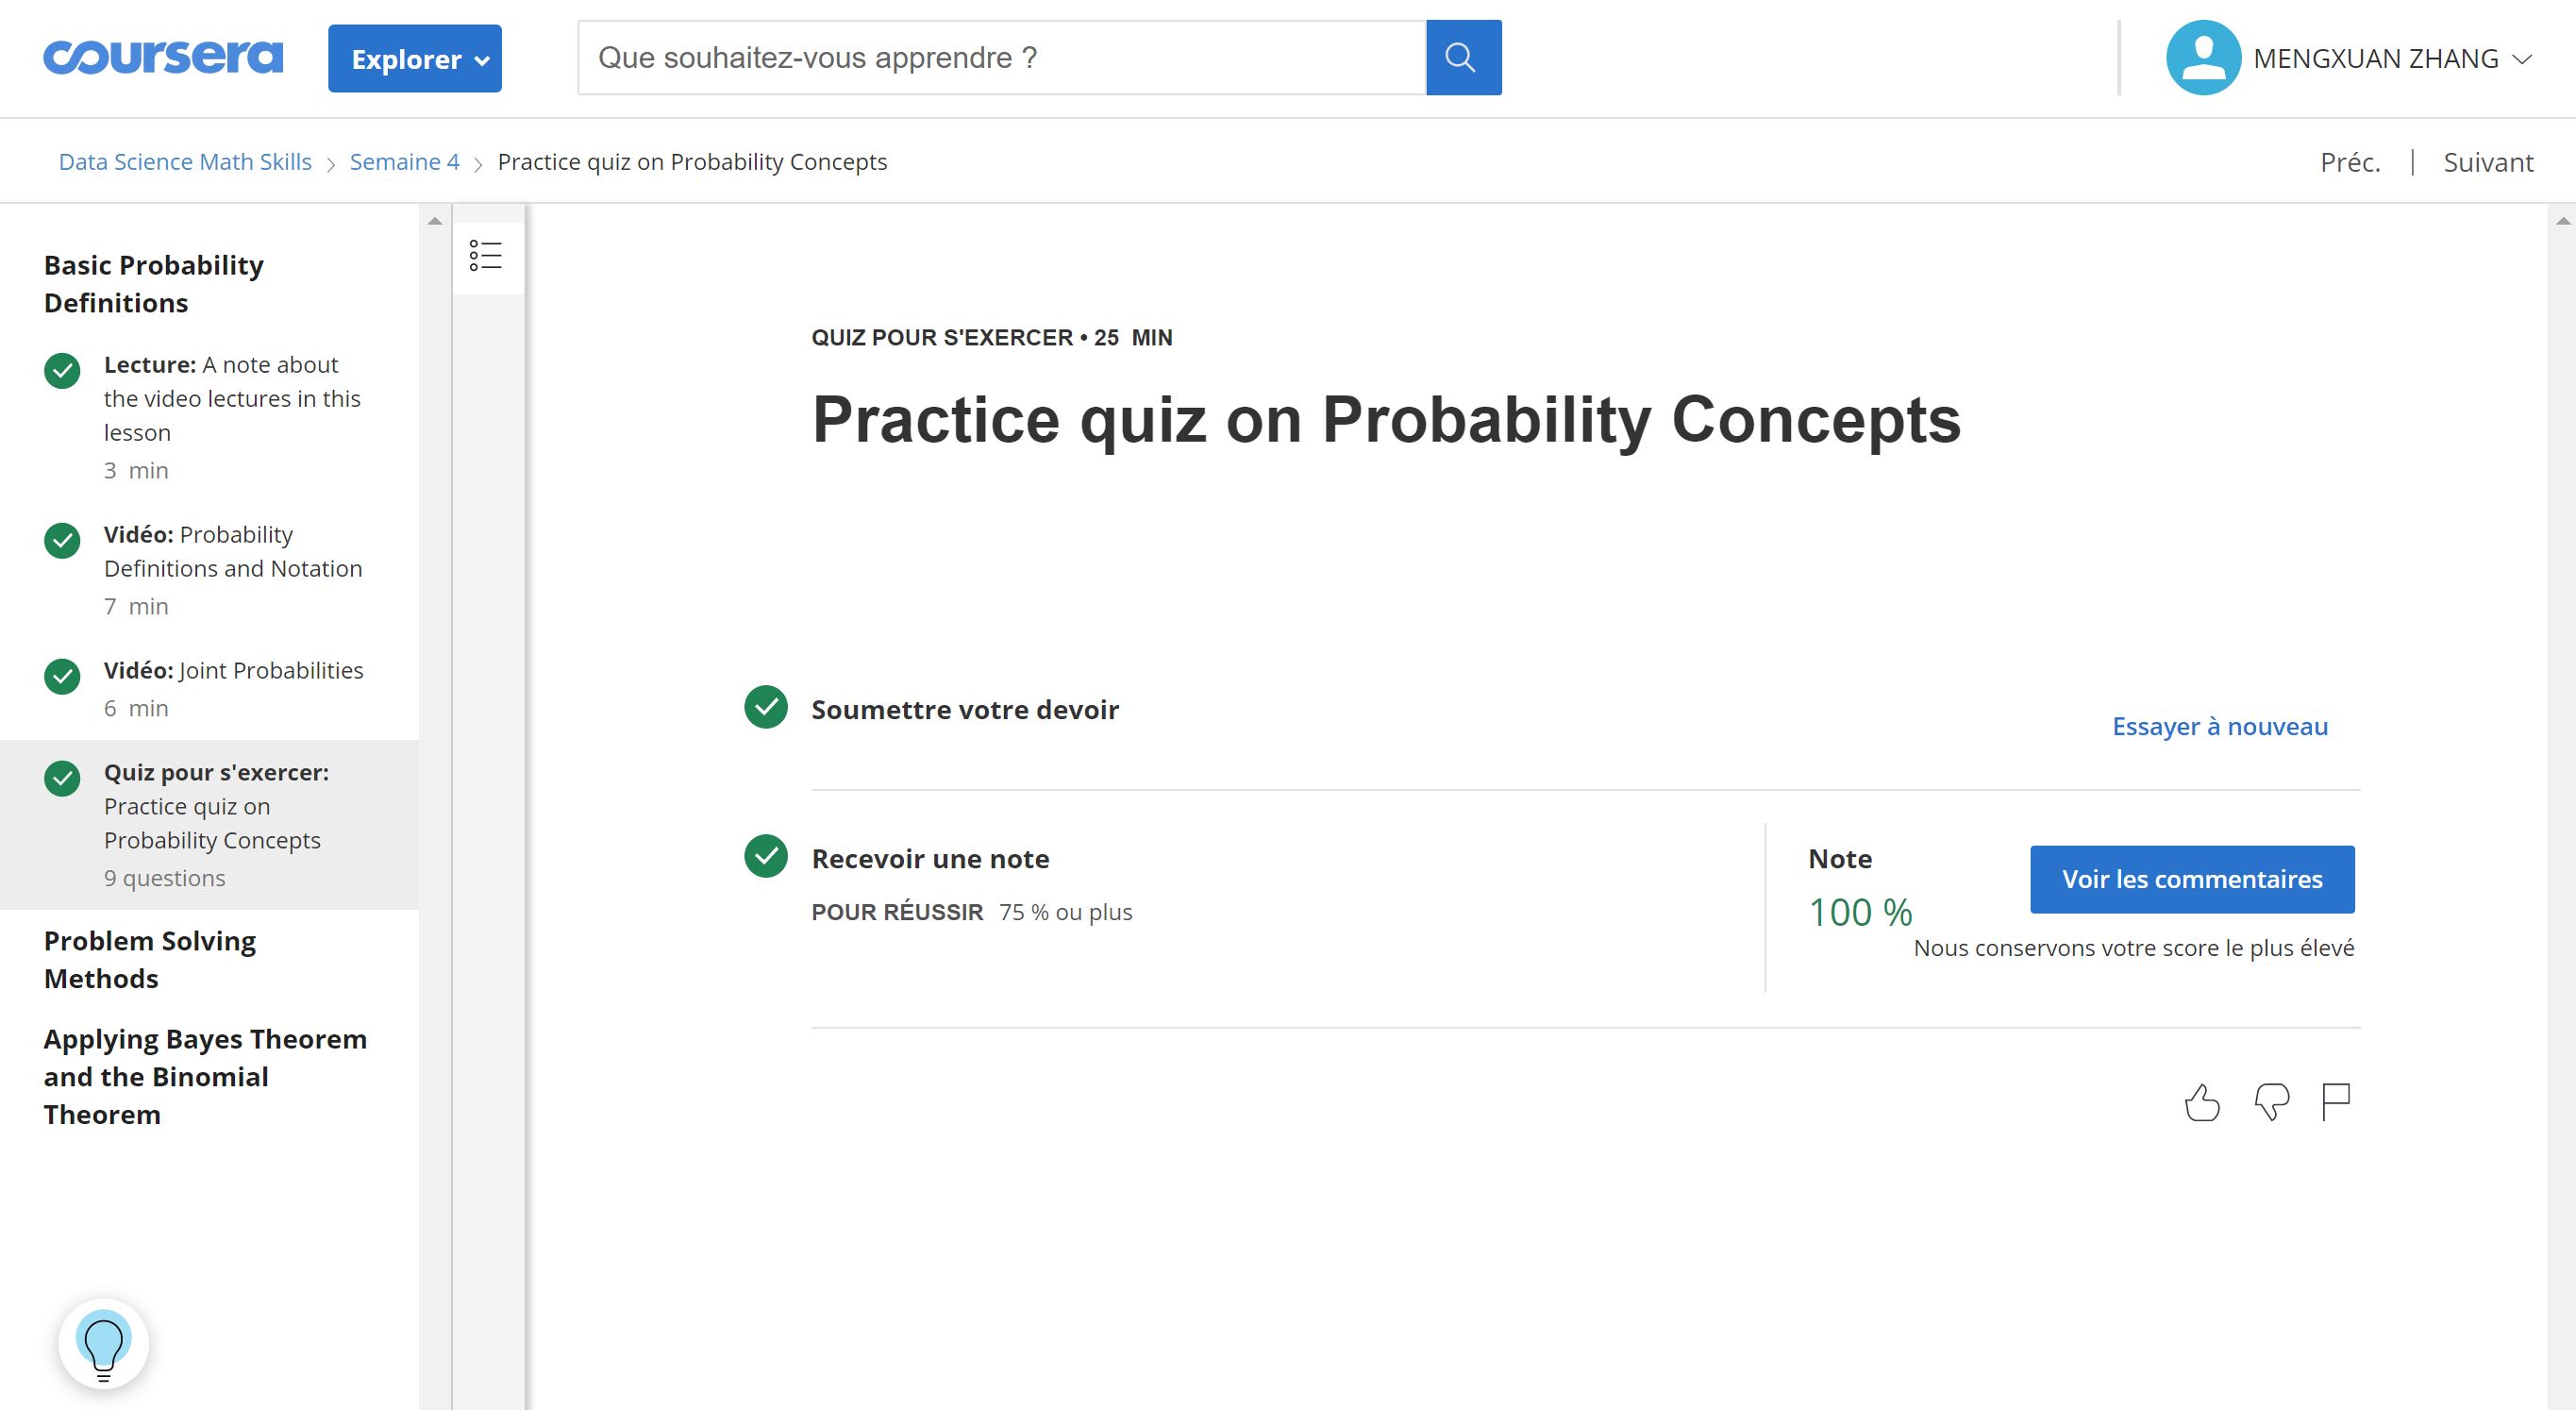 coursera
Explorer
Que souhaitez-vous apprendre ?
MENGXUAN ZHANG
Data Science Math Skills
Semaine 4
Practice quiz on Probability Concepts
Préc.
Suivant
Basic Probability
Definitions
Lecture: A note about
the video lectures in this
lesson
3 min
Vidéo: Probability
Definitions and Notation
7 min
Vidéo: Joint Probabilities
6 min
Quiz pour s'exercer:
Practice quiz on
Probability Concepts
9 questions
Problem Solving
Methods
Applying Bayes Theorem
and the Binomial
Theorem
QUIZ POUR S'EXERCER • 25 MIN
Practice quiz on Probability Concepts
Soumettre votre devoir
Essayer à nouveau
Recevoir une note
POUR RÉUSSIR 75 % ou plus
Note
100 %
Voir les commentaires
Nous conservons votre score le plus élevé